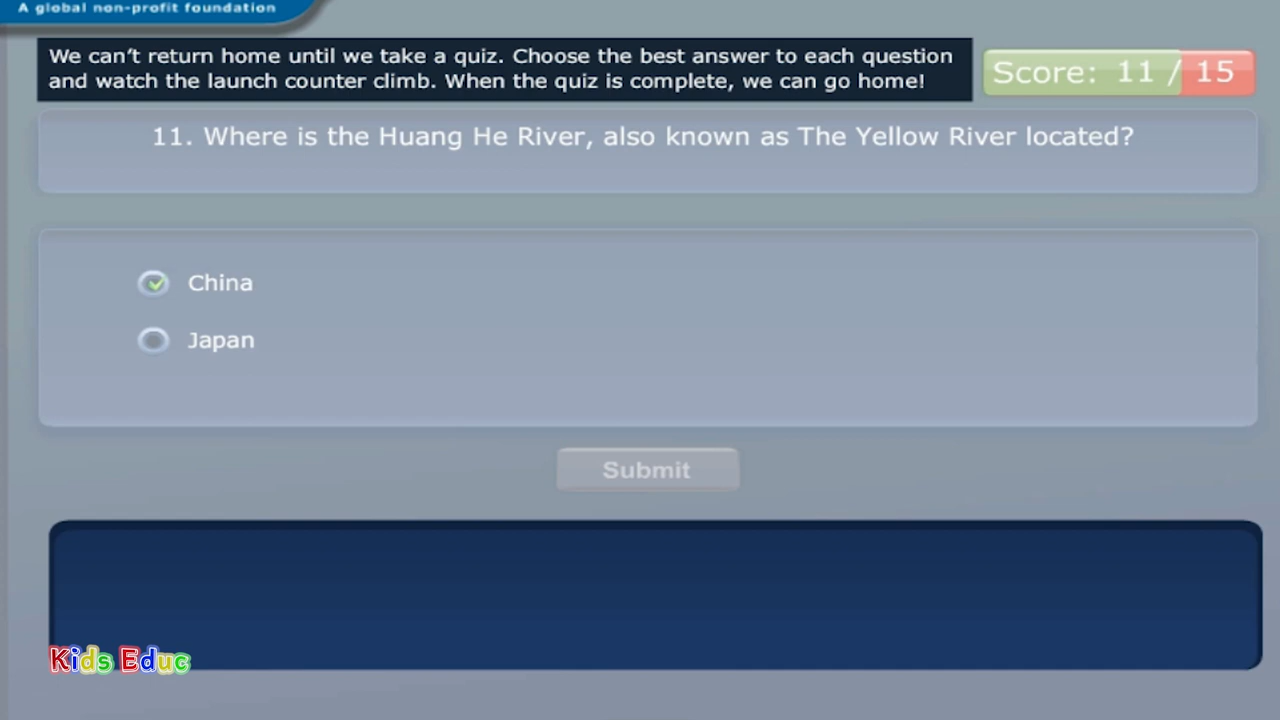 A global non-profit foundation
We can't return home until we take a quiz. Choose the best answer to each question
and watch the launch counter climb. When the quiz is complete, we can go home!
Score: 11 / 15
11. Where is the Huang He River, also known as The Yellow River located?
China
Japan
Submit
Kids Educ